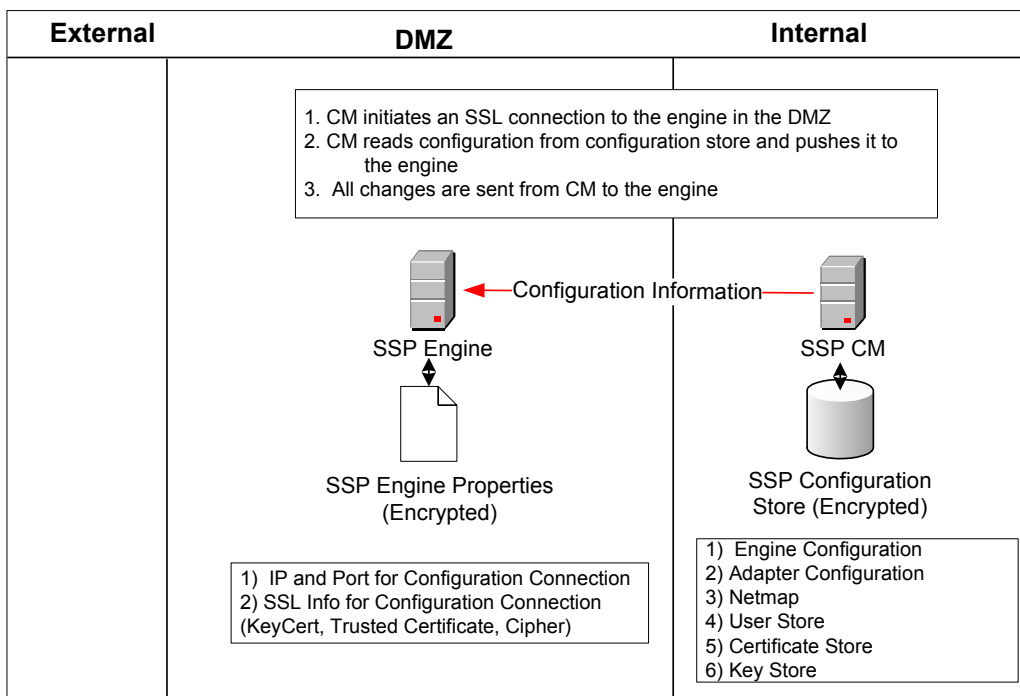 External
DMZ
Internal
1. CM initiates an SSL connection to the engine in the DMZ
2. CM reads configuration from configuration store and pushes it to
the engine
3. All changes are sent from CM to the engine
Configuration Information
SSP Engine
SSP CM
SSP Engine Properties
(Encrypted)
SSP Configuration
Store (Encrypted)
1) IP and Port for Configuration Connection
2) SSL Info for Configuration Connection
(KeyCert, Trusted Certificate, Cipher)
1) Engine Configuration
2) Adapter Configuration
3) Netmap
4) User Store
5) Certificate Store
6) Key Store